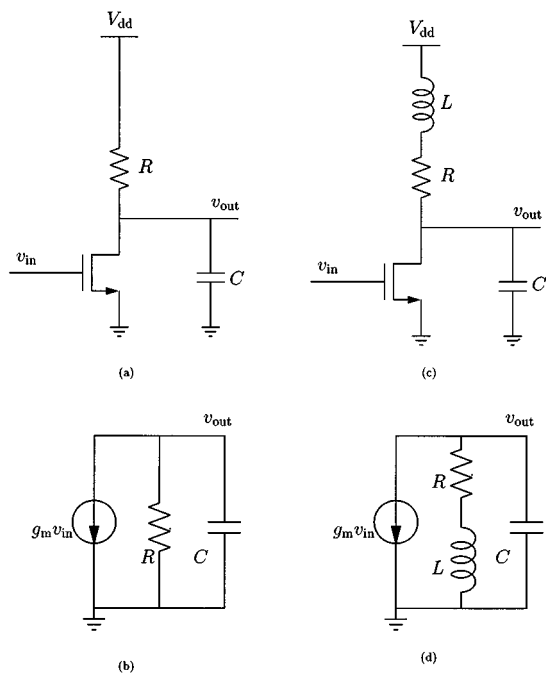 V_dd
R
v_out
v_in
C
(a)
V_dd
L
R
v_out
v_in
C
(c)
v_out
g_m v_in
R
C
(b)
v_out
R
g_m v_in
L
C
(d)